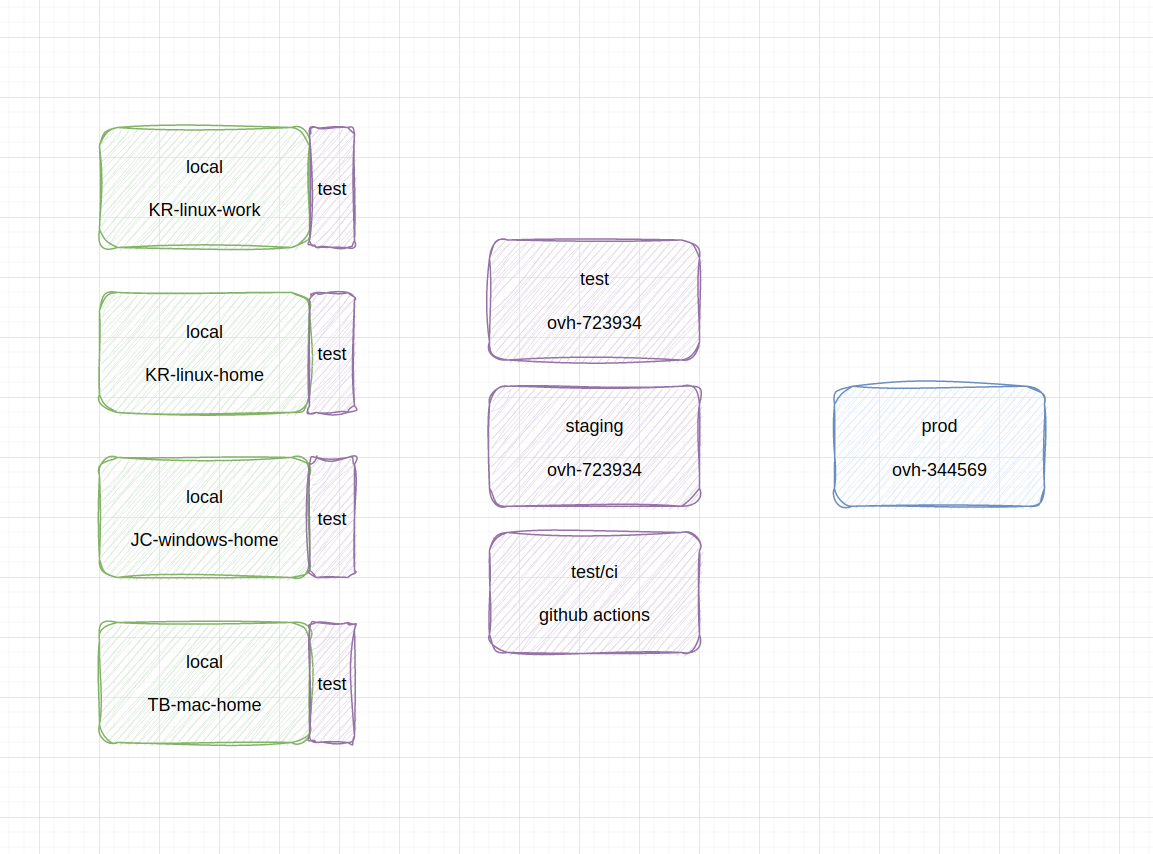 local
KR-linux-work
test
local
KR-linux-home
test
local
JC-windows-home
test
local
TB-mac-home
test
test
ovh-723934
staging
ovh-723934
test/ci
github actions
prod
ovh-344569